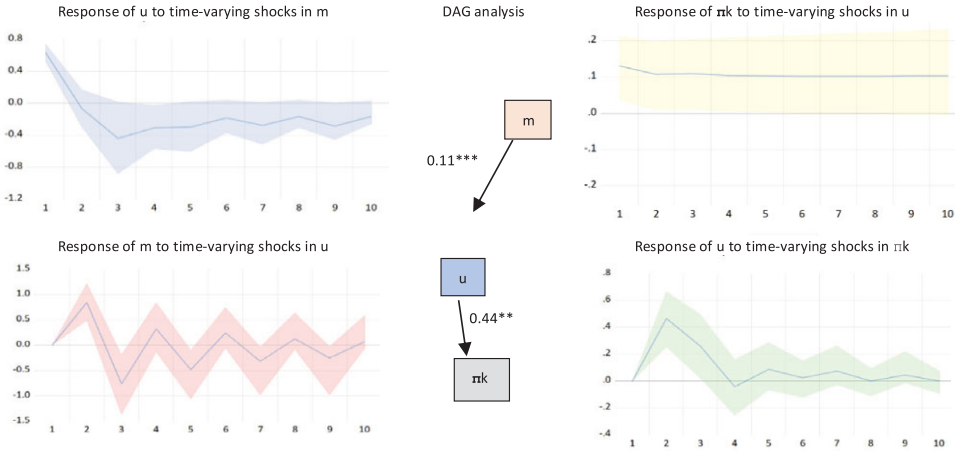 Response of u to time-varying shocks in m
0.8
0.4
0.0
-0.4
-0.8
-1.2
1 2 3 4 5 6 7 8 9 10
DAG analysis
m
0.11***
u
0.44**
πk
Response of πk to time-varying shocks in u
.2
.1
.0
-.1
-.2
1 2 3 4 5 6 7 8 9 10
Response of m to time-varying shocks in u
1.5
1.0
0.5
0.0
-0.5
-1.0
-1.5
1 2 3 4 5 6 7 8 9 10
Response of u to time-varying shocks in πk
.8
.6
.4
.2
.0
-.2
-.4
1 2 3 4 5 6 7 8 9 10